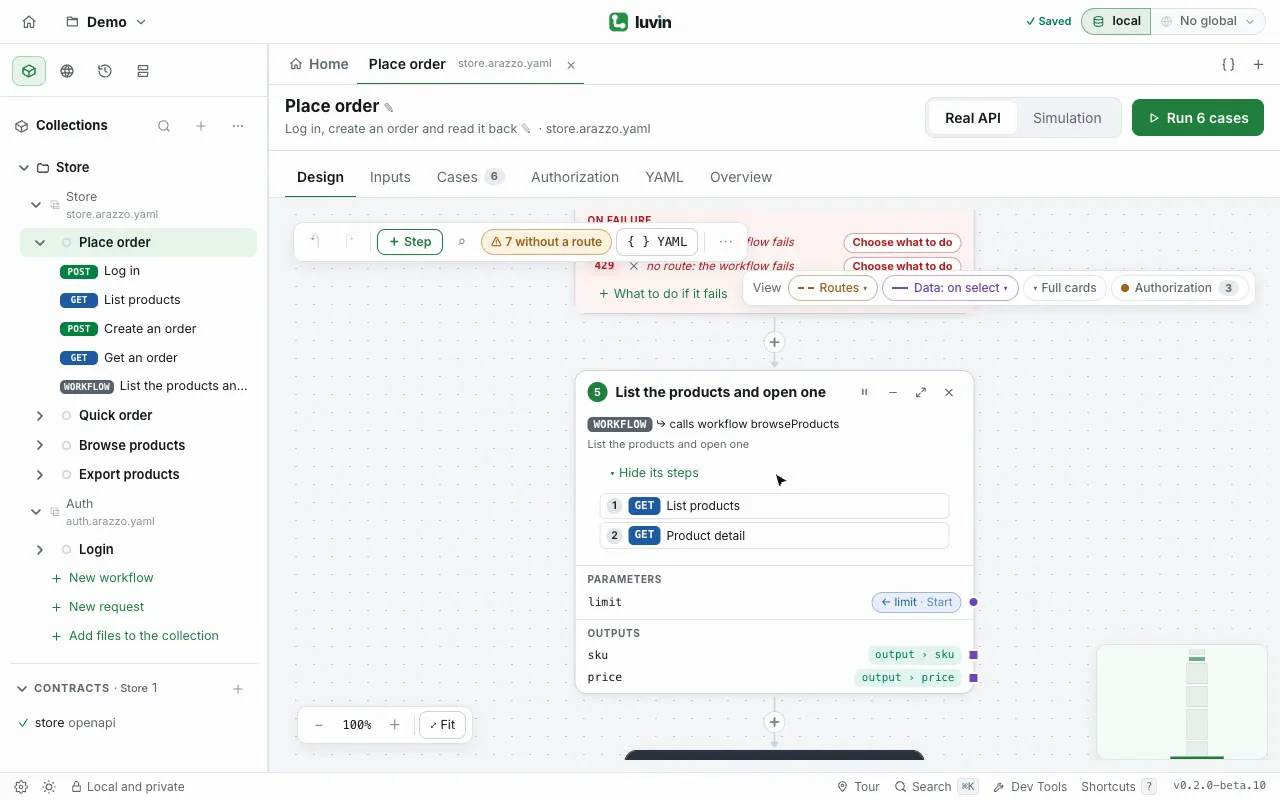 Demo
luvin
Saved
local
No global
Home
Place order store.arazzo.yaml
Collections
Place order
Log in, create an order and read it back · store.arazzo.yaml
Real API
Simulation
Run 6 cases
Design
Inputs
Cases 6
Authorization
YAML
Overview
Store
Store
store.arazzo.yaml
Place order
POST Log in
GET List products
POST Create an order
GET Get an order
WORKFLOW List the products an...
Quick order
Browse products
Export products
Auth
auth.arazzo.yaml
Login
+ New workflow
+ New request
+ Add files to the collection
CONTRACTS · Store 1
store openapi
ON FAILURE
+ Step
7 without a route
{ } YAML
...
flow fails
Choose what to do
429 × no route: the workflow fails
Choose what to do
+ What to do if it fails
View
Routes
Data: on select
Full cards
Authorization 3
5 List the products and open one
WORKFLOW ↪ calls workflow browseProducts
List the products and open one
Hide its steps
1 GET List products
2 GET Product detail
PARAMETERS
limit
← limit · Start
OUTPUTS
sku
output › sku
price
output › price
− 100% +
Fit
Local and private
Tour
Search ⌘K
Dev Tools
Shortcuts ?
v0.2.0-beta.10